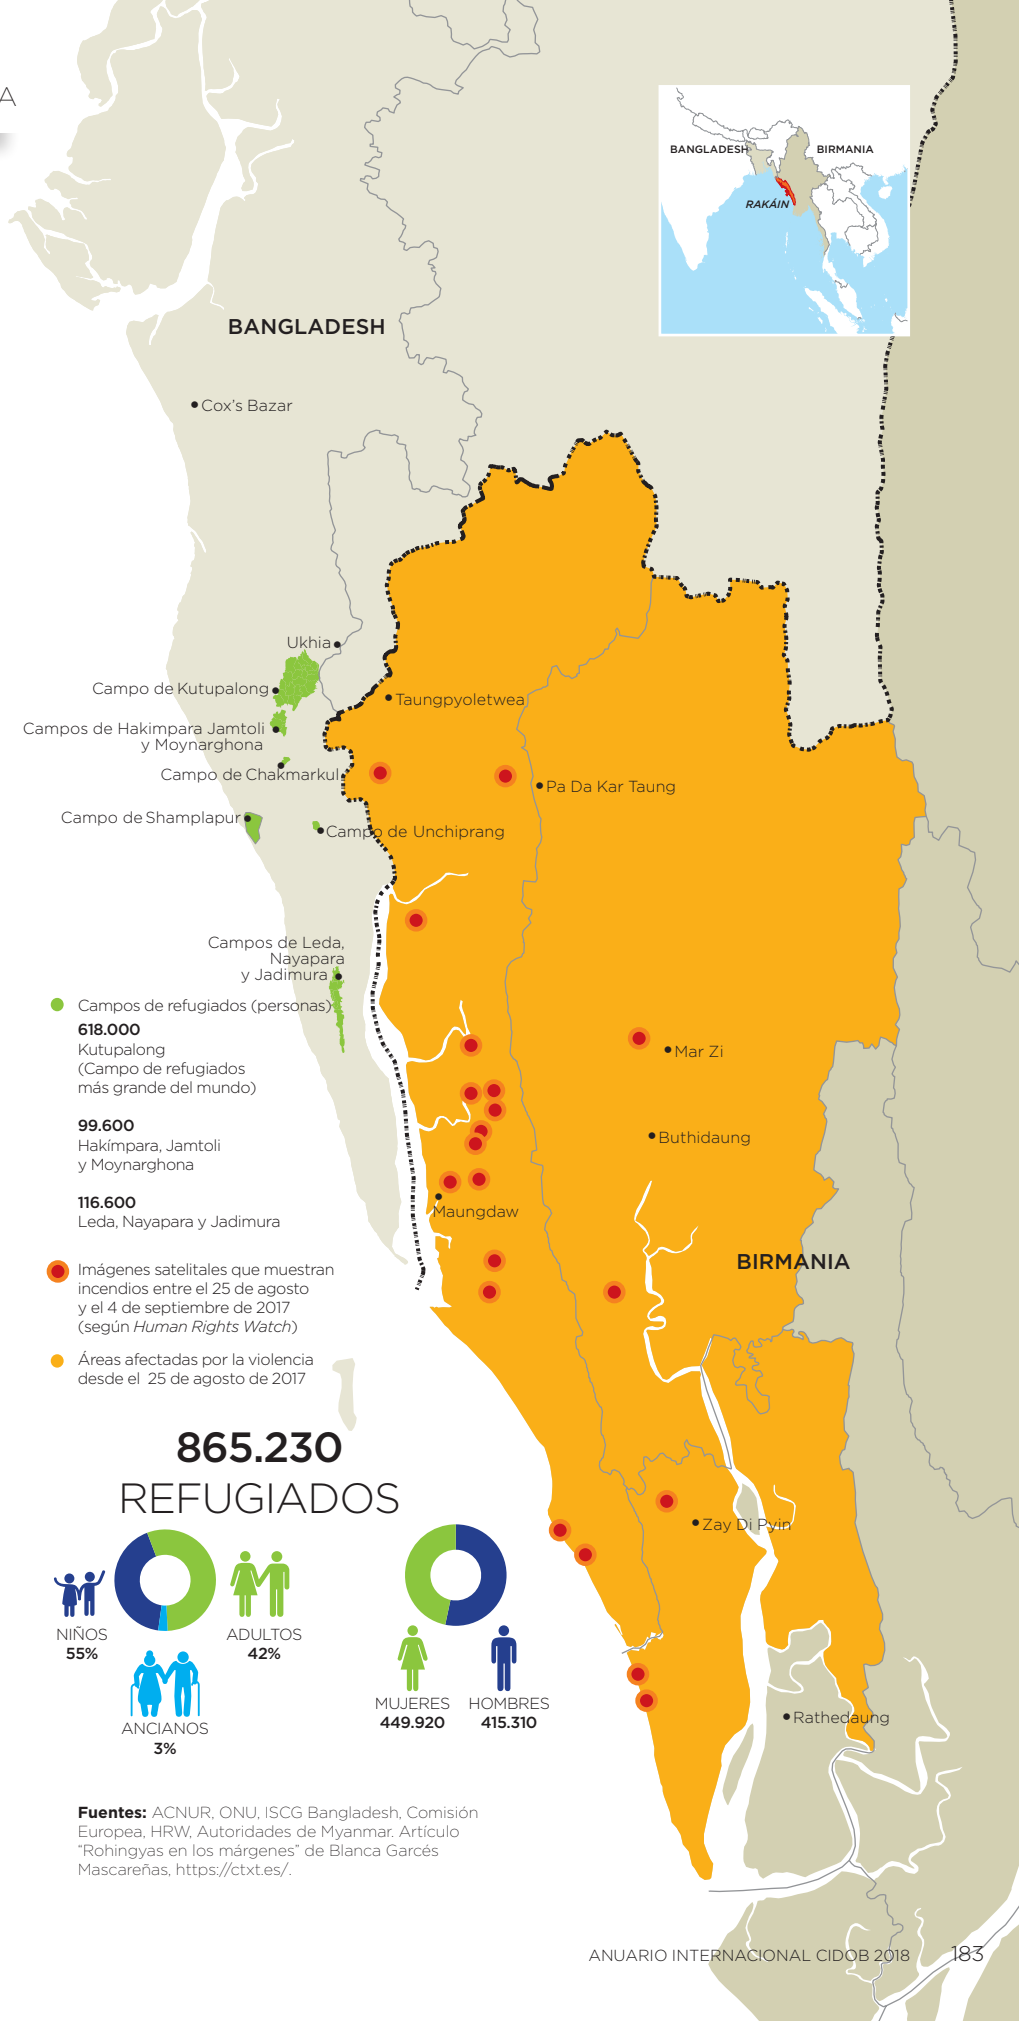 A
BANGLADESH
BIRMANIA
RAKÁIN
BANGLADESH
Cox's Bazar
Ukhia
Campo de Kutupalong
Taungpyoletwea
Campos de Hakimpara Jamtoli
y Moynarghona
Campo de Chakmarkul
Pa Da Kar Taung
Campo de Shamplapur
Campo de Unchiprang
Campos de Leda,
Nayapara
y Jadimura
Mar Zi
Buthidaung
Maungdaw
BIRMANIA
Zay Di Pyin
Rathedaung
Campos de refugiados (personas)
618.000
Kutupalong
(Campo de refugiados
más grande del mundo)
99.600
Hakímpara, Jamtoli
y Moynarghona
116.600
Leda, Nayapara y Jadimura
Imágenes satelitales que muestran
incendios entre el 25 de agosto
y el 4 de septiembre de 2017
(según Human Rights Watch)
Áreas afectadas por la violencia
desde el 25 de agosto de 2017
865.230
REFUGIADOS
NIÑOS
55%
ADULTOS
42%
ANCIANOS
3%
MUJERES
449.920
HOMBRES
415.310
Fuentes: ACNUR, ONU, ISCG Bangladesh, Comisión
Europea, HRW, Autoridades de Myanmar. Artículo
“Rohingyas en los márgenes” de Blanca Garcés
Mascareñas, https://ctxt.es/.
ANUARIO INTERNACIONAL CIDOB 2018
183